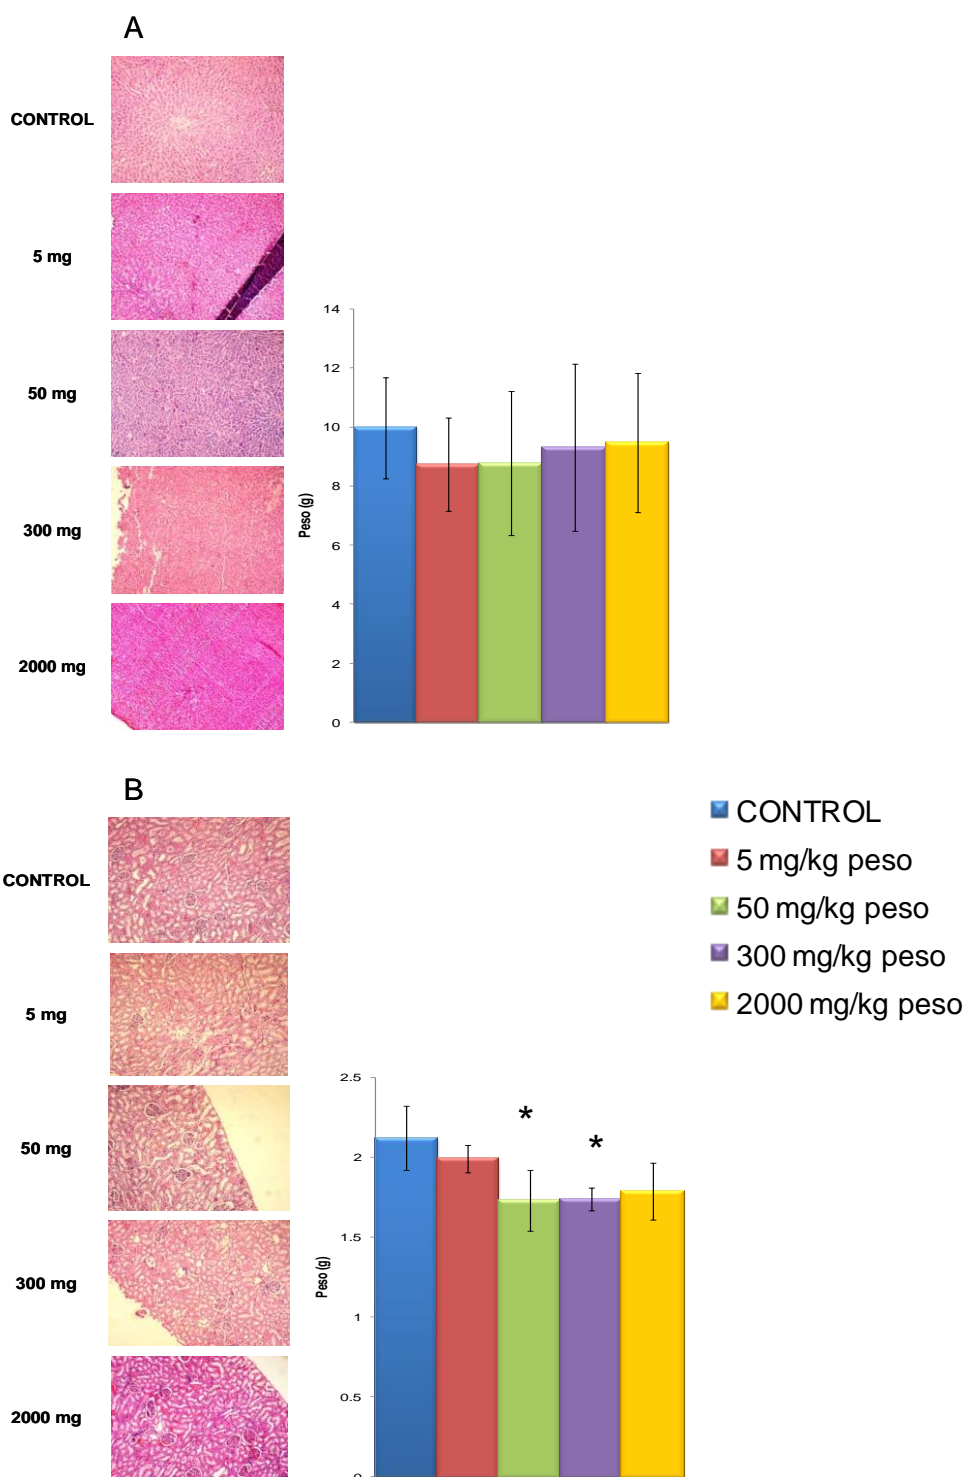 A
CONTROL
5 mg
50 mg
300 mg
2000 mg
14
12
10
8
6
4
2
0
Peso (g)
B
CONTROL
5 mg
50 mg
300 mg
2000 mg
2.5
2
1.5
1
0.5
0
Peso (g)
*
*
CONTROL
5 mg/kg peso
50 mg/kg peso
300 mg/kg peso
2000 mg/kg peso